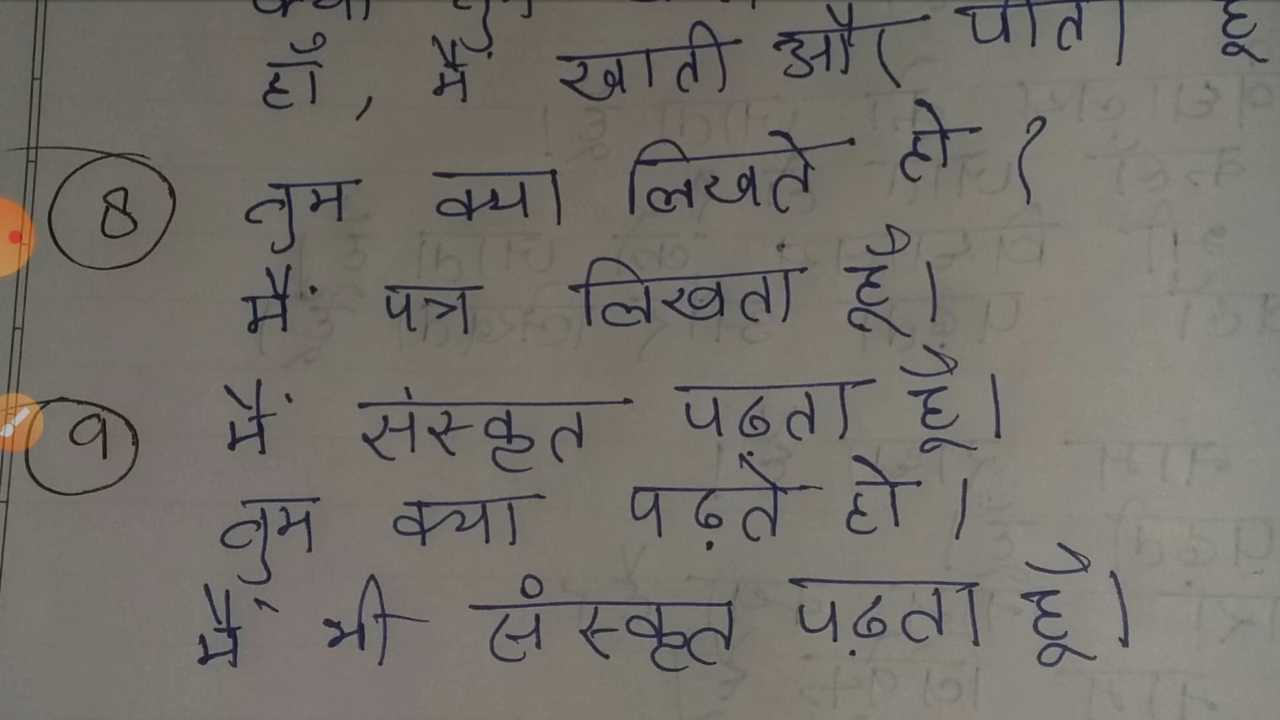 हाँ, मैं खाती और पीता हूँ
8 तुम क्या लिखते हो ?
मैं पत्र लिखता हूँ।
9 मैं संस्कृत पढ़ता हूँ।
तुम क्या पढ़ते हो ।
मैं भी संस्कृत पढ़ता हूँ।